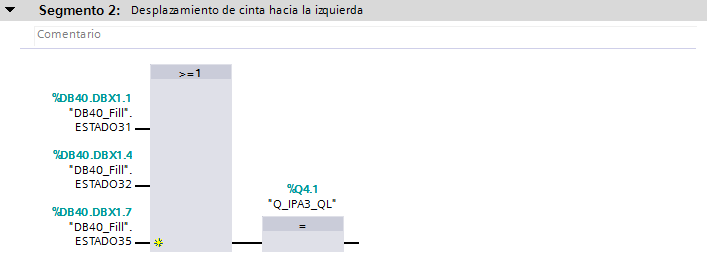 Segmento 2: Desplazamiento de cinta hacia la izquierda
Comentario
>=1
%DB40.DBX1.1
"DB40_Fill".
ESTADO31
%DB40.DBX1.4
"DB40_Fill".
ESTADO32
%DB40.DBX1.7
"DB40_Fill".
ESTADO35
%Q4.1
"Q_IPA3_QL"
=